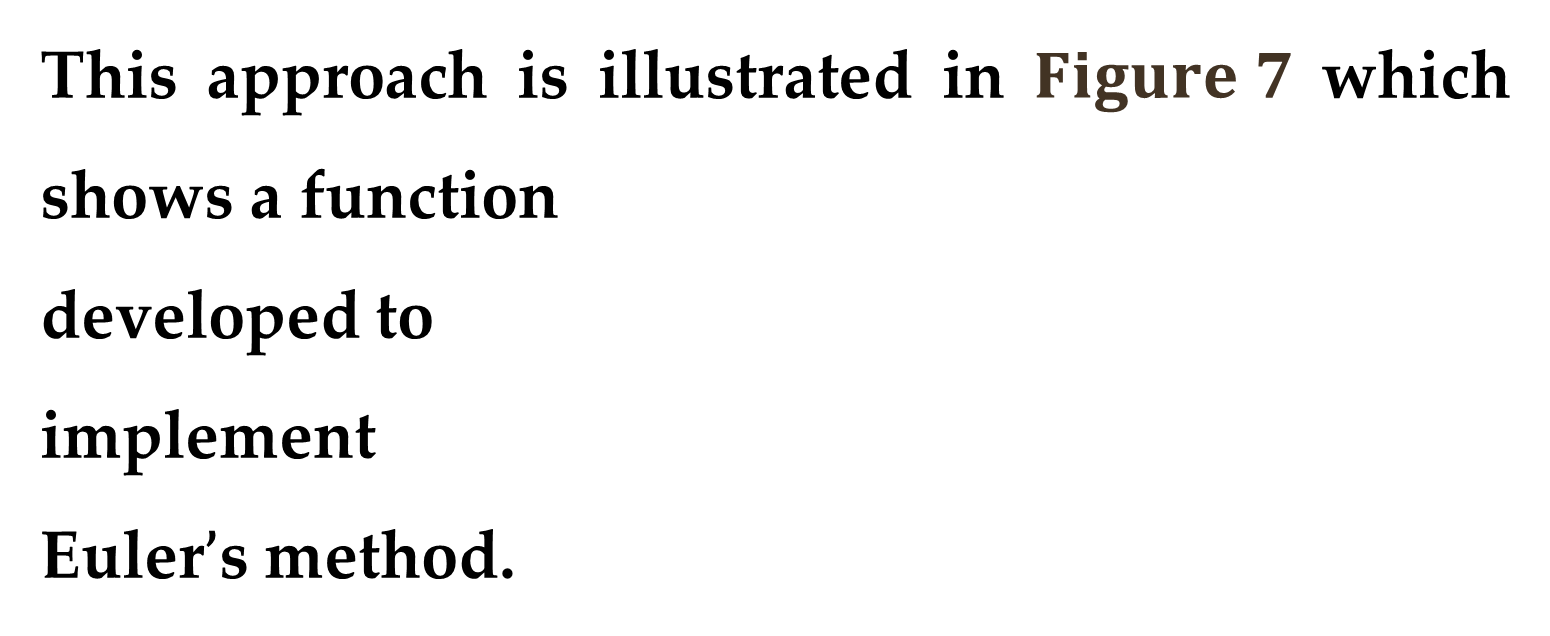 This approach is illustrated in Figure 7 which
shows a function
developed to
implement
Euler’s method.